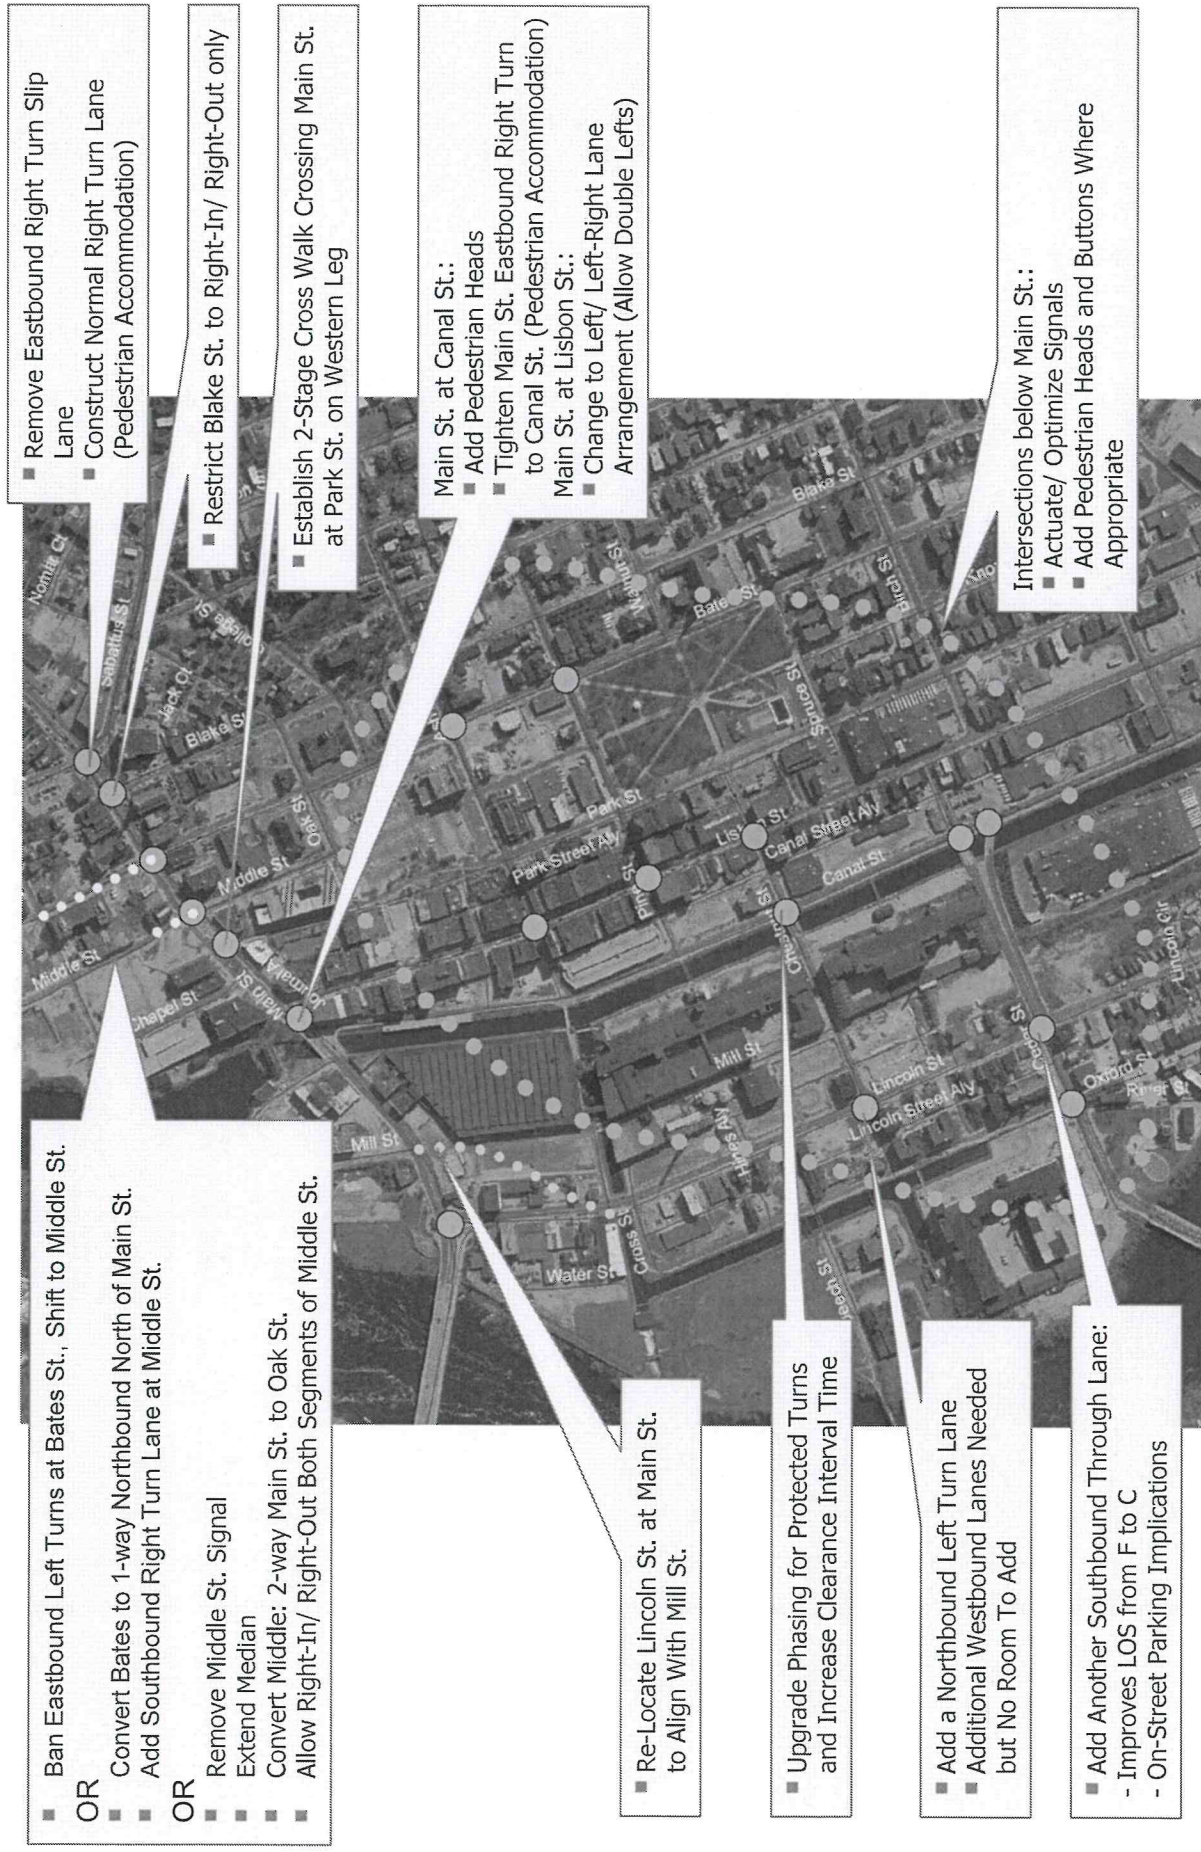 ■ Remove Eastbound Right Turn Slip
Lane
■ Construct Normal Right Turn Lane
(Pedestrian Accommodation)
■ Restrict Blake St. to Right-In/ Right-Out only
■ Establish 2-Stage Cross Walk Crossing Main St.
at Park St. on Western Leg
Main St. at Canal St.:
■ Add Pedestrian Heads
■ Tighten Main St. Eastbound Right Turn
to Canal St. (Pedestrian Accommodation)
Main St. at Lisbon St.:
■ Change to Left/ Left-Right Lane
Arrangement (Allow Double Lefts)
Intersections below Main St.:
■ Actuate/ Optimize Signals
■ Add Pedestrian Heads and Buttons Where
Appropriate
■ Ban Eastbound Left Turns at Bates St., Shift to Middle St.
OR
■ Convert Bates to 1-way Northbound North of Main St.
■ Add Southbound Right Turn Lane at Middle St.
OR
■ Remove Middle St. Signal
■ Extend Median
■ Convert Middle: 2-way Main St. to Oak St.
■ Allow Right-In/ Right-Out Both Segments of Middle St.
■ Re-Locate Lincoln St. at Main St.
to Align With Mill St.
■ Upgrade Phasing for Protected Turns
and Increase Clearance Interval Time
■ Add a Northbound Left Turn Lane
■ Additional Westbound Lanes Needed
but No Room To Add
■ Add Another Southbound Through Lane:
- Improves LOS from F to C
- On-Street Parking Implications
Sabattus St
College St
Jack Ct
Blake St
Oak St
Middle St
Middle St
Chapel St
Main St
Mill St
Water St
Cross St
Park St
Park Street Aly
Pine St
Lisbon St
Canal Street Aly
Canal St
Chestnut St
Mill St
Hines Aly
Lincoln St
Lincoln Street Aly
Beech St
Cedar St
Oxford St
River St
Lincoln Cir
Spruce St
Birch St
Bates St
Walnut St
Blake St